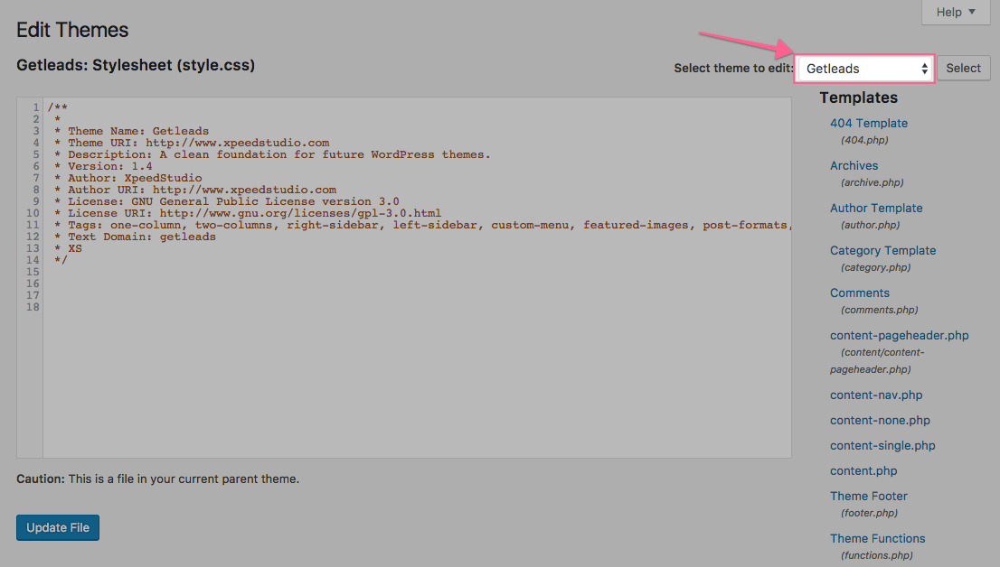 Help
Edit Themes
Getleads: Stylesheet (style.css)
Select theme to edit: Getleads Select
1 /**
2 *
3 * Theme Name: Getleads
4 * Theme URI: http://www.xpeedstudio.com
5 * Description: A clean foundation for future WordPress themes.
6 * Version: 1.4
7 * Author: XpeedStudio
8 * Author URI: http://www.xpeedstudio.com
9 * License: GNU General Public License version 3.0
10 * License URI: http://www.gnu.org/licenses/gpl-3.0.html
11 * Tags: one-column, two-columns, right-sidebar, left-sidebar, custom-menu, featured-images, post-formats,
12 * Text Domain: getleads
13 * XS
14 */
15
16
17
18
Caution: This is a file in your current parent theme.
Update File
Templates
404 Template
(404.php)
Archives
(archive.php)
Author Template
(author.php)
Category Template
(category.php)
Comments
(comments.php)
content-pageheader.php
(content/content-
pageheader.php)
content-nav.php
content-none.php
content-single.php
content.php
Theme Footer
(footer.php)
Theme Functions
(functions.php)